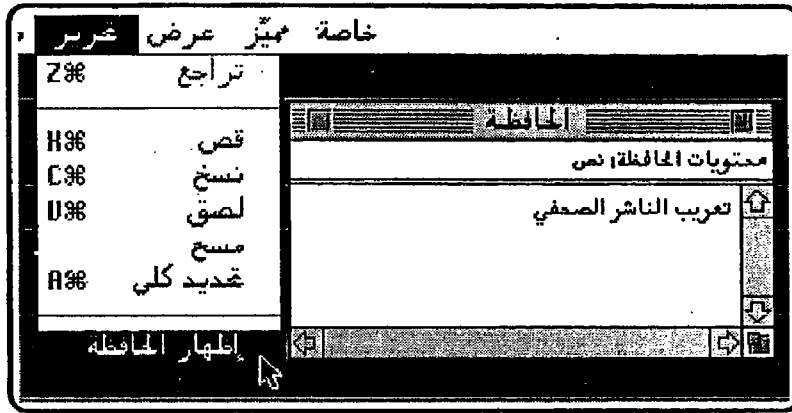 تحرير عرض مميّز خاصة
تراجع ⌘Z
قص ⌘X
نسخ ⌘C
لصق ⌘V
مسح
تحديد كلي ⌘A
إظهار الحافظة
الحافظة
محتويات الحافظة: نص
تعريب الناشر الصحفي